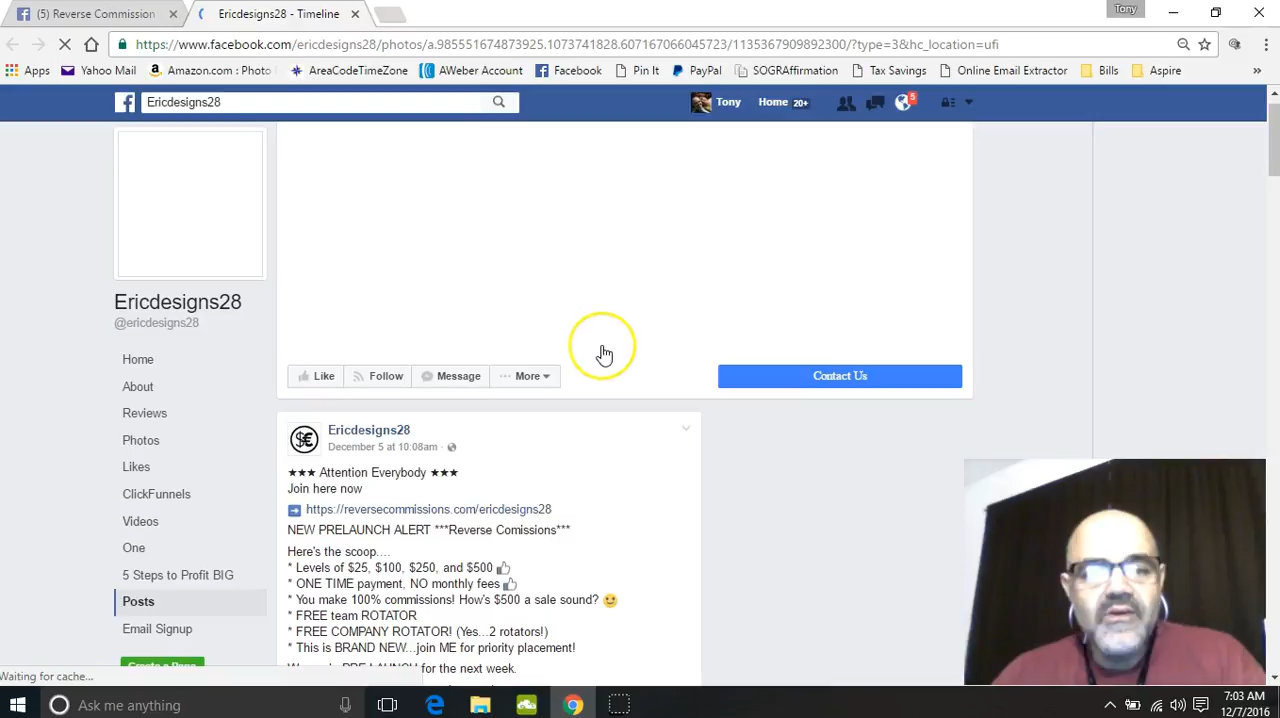 (5) Reverse Commission
Ericdesigns28 - Timeline
Tony
https://www.facebook.com/ericdesigns28/photos/a.985551674873925.1073741828.607167066045723/1135367909892300/?type=3&hc_location=ufi
Apps
Yahoo Mail
Amazon.com : Photo
AreaCodeTimeZone
AWeber Account
Facebook
Pin It
PayPal
SOGRAffirmation
Tax Savings
Online Email Extractor
Bills
Aspire
»
Ericdesigns28
Tony
Home 20+
5
Ericdesigns28
@ericdesigns28
Home
About
Reviews
Photos
Likes
ClickFunnels
Videos
One
5 Steps to Profit BIG
Posts
Email Signup
Create a Page
Like
Follow
Message
More
Contact Us
Ericdesigns28
December 5 at 10:08am ·
★★★ Attention Everybody ★★★
Join here now
https://reversecommissions.com/ericdesigns28
NEW PRELAUNCH ALERT ***Reverse Comissions***
Here's the scoop....
* Levels of $25, $100, $250, and $500
* ONE TIME payment, NO monthly fees
* You make 100% commissions! How's $500 a sale sound?
* FREE team ROTATOR
* FREE COMPANY ROTATOR! (Yes...2 rotators!)
* This is BRAND NEW...join ME for priority placement!
for the next week.
Waiting for cache...
Ask me anything
7:03 AM
12/7/2016